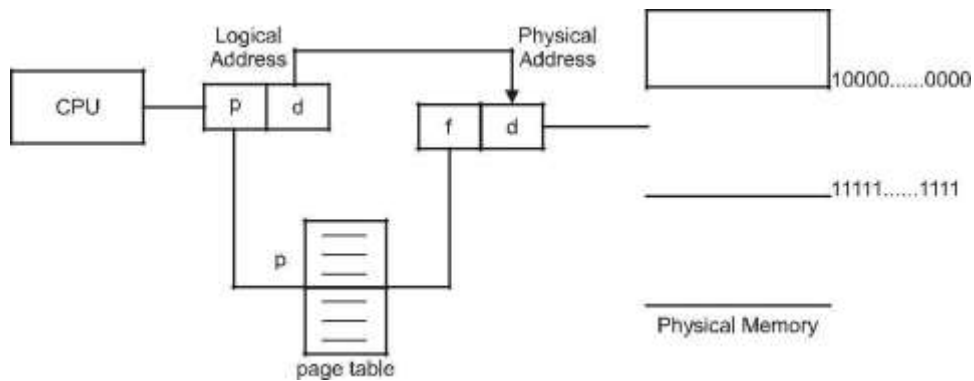 Logical
Address
Physical
Address
CPU
p
d
f
d
10000......0000
11111......1111
p
page table
Physical Memory